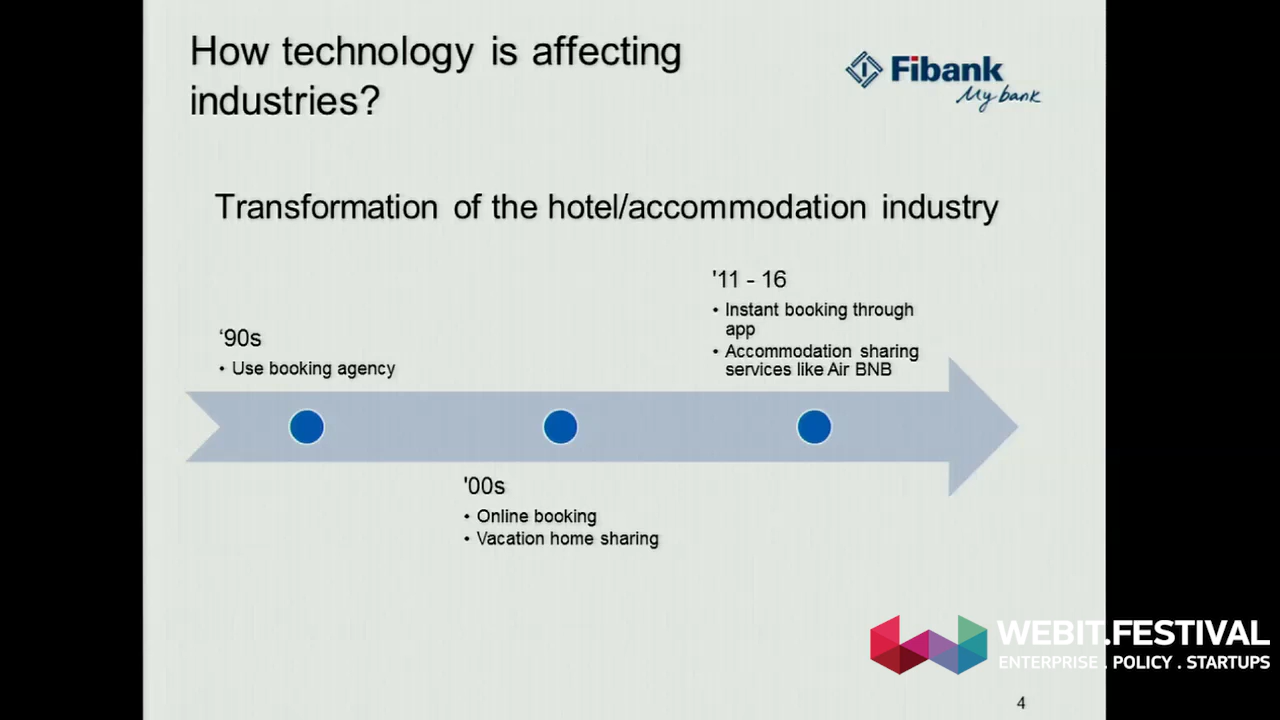 How technology is affecting
industries?
Fibank
My bank
Transformation of the hotel/accommodation industry
'11 - 16
• Instant booking through
app
• Accommodation sharing
services like Air BNB
‘90s
• Use booking agency
'00s
• Online booking
• Vacation home sharing
WEBIT.FESTIVAL
ENTERPRISE . POLICY . STARTUPS
4